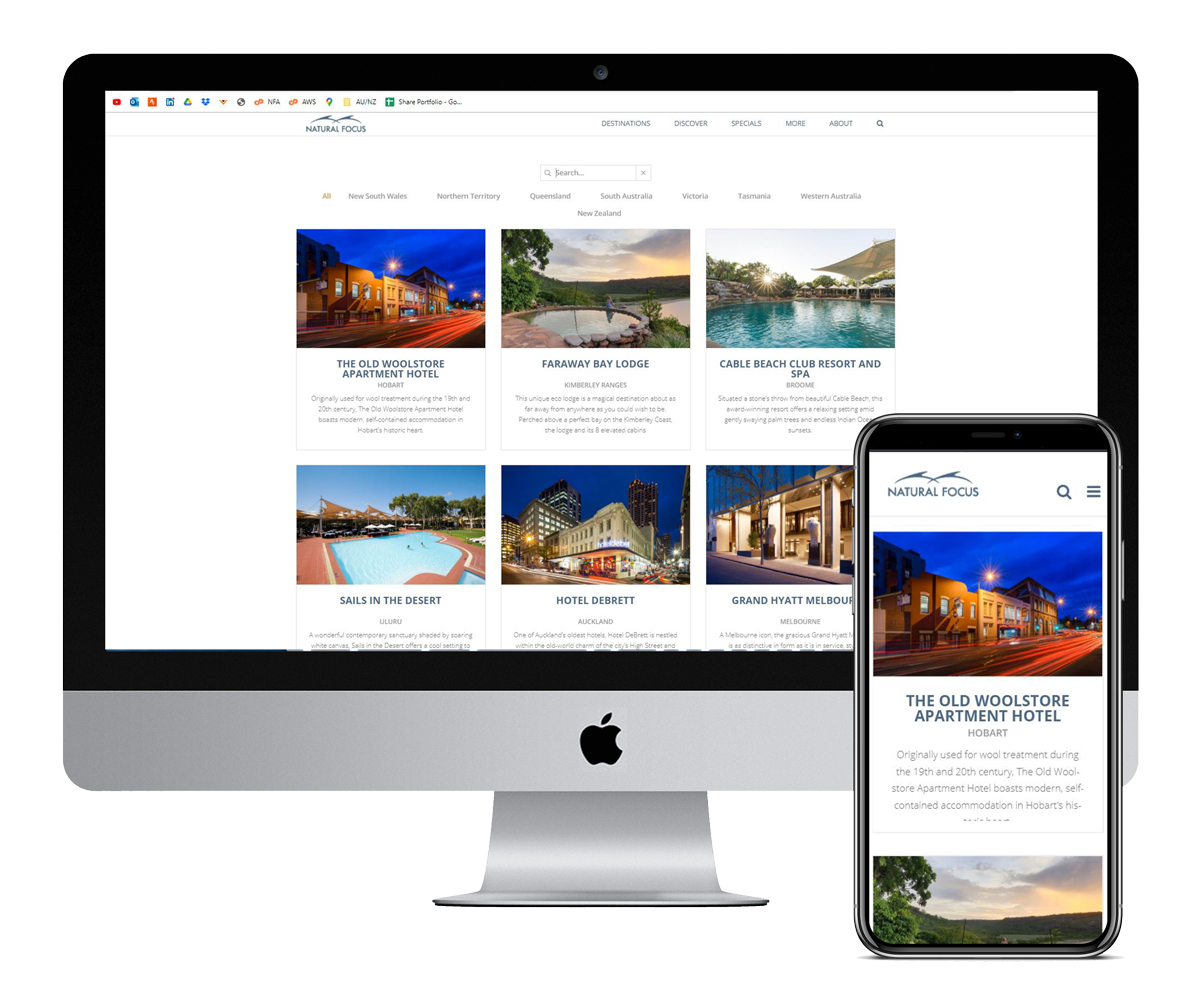 NFA AWS AU/NZ Share Portfolio - Go...
NATURAL FOCUS
DESTINATIONS DISCOVER SPECIALS MORE ABOUT
Search...
All New South Wales Northern Territory Queensland South Australia Victoria Tasmania Western Australia
New Zealand
THE OLD WOOLSTORE
APARTMENT HOTEL
HOBART
Originally used for wool treatment during the 19th and
20th century, The Old Woolstore Apartment Hotel
boasts modern, self-contained accommodation in
Hobart's historic heart.
FARAWAY BAY LODGE
KIMBERLEY RANGES
This unique eco lodge is a magical destination about as
far away from anywhere as you could wish to be.
Perched above a perfect bay on the Kimberley Coast,
the lodge and its 8 elevated cabins
CABLE BEACH CLUB RESORT AND
SPA
BROOME
Situated a stone's throw from beautiful Cable Beach, this
award-winning resort offers a relaxing setting amid
gently swaying palm trees and endless Indian Ocean
sunsets.
SAILS IN THE DESERT
ULURU
A wonderful contemporary sanctuary shaded by soaring
white canvas, Sails in the Desert offers a cool setting to
HOTEL DEBRETT
AUCKLAND
One of Auckland's oldest hotels, Hotel DeBrett is nestled
within the old-world charm of the city's High Street and
GRAND HYATT MELBOUR
MELBOURNE
A Melbourne icon, the gracious Grand Hyatt
is as distinctive in form as it is in service.
NATURAL FOCUS
THE OLD WOOLSTORE
APARTMENT HOTEL
HOBART
Originally used for wool treatment during
the 19th and 20th century, The Old Wool-
store Apartment Hotel boasts modern, self-
contained accommodation in Hobart's his-
toric heart.